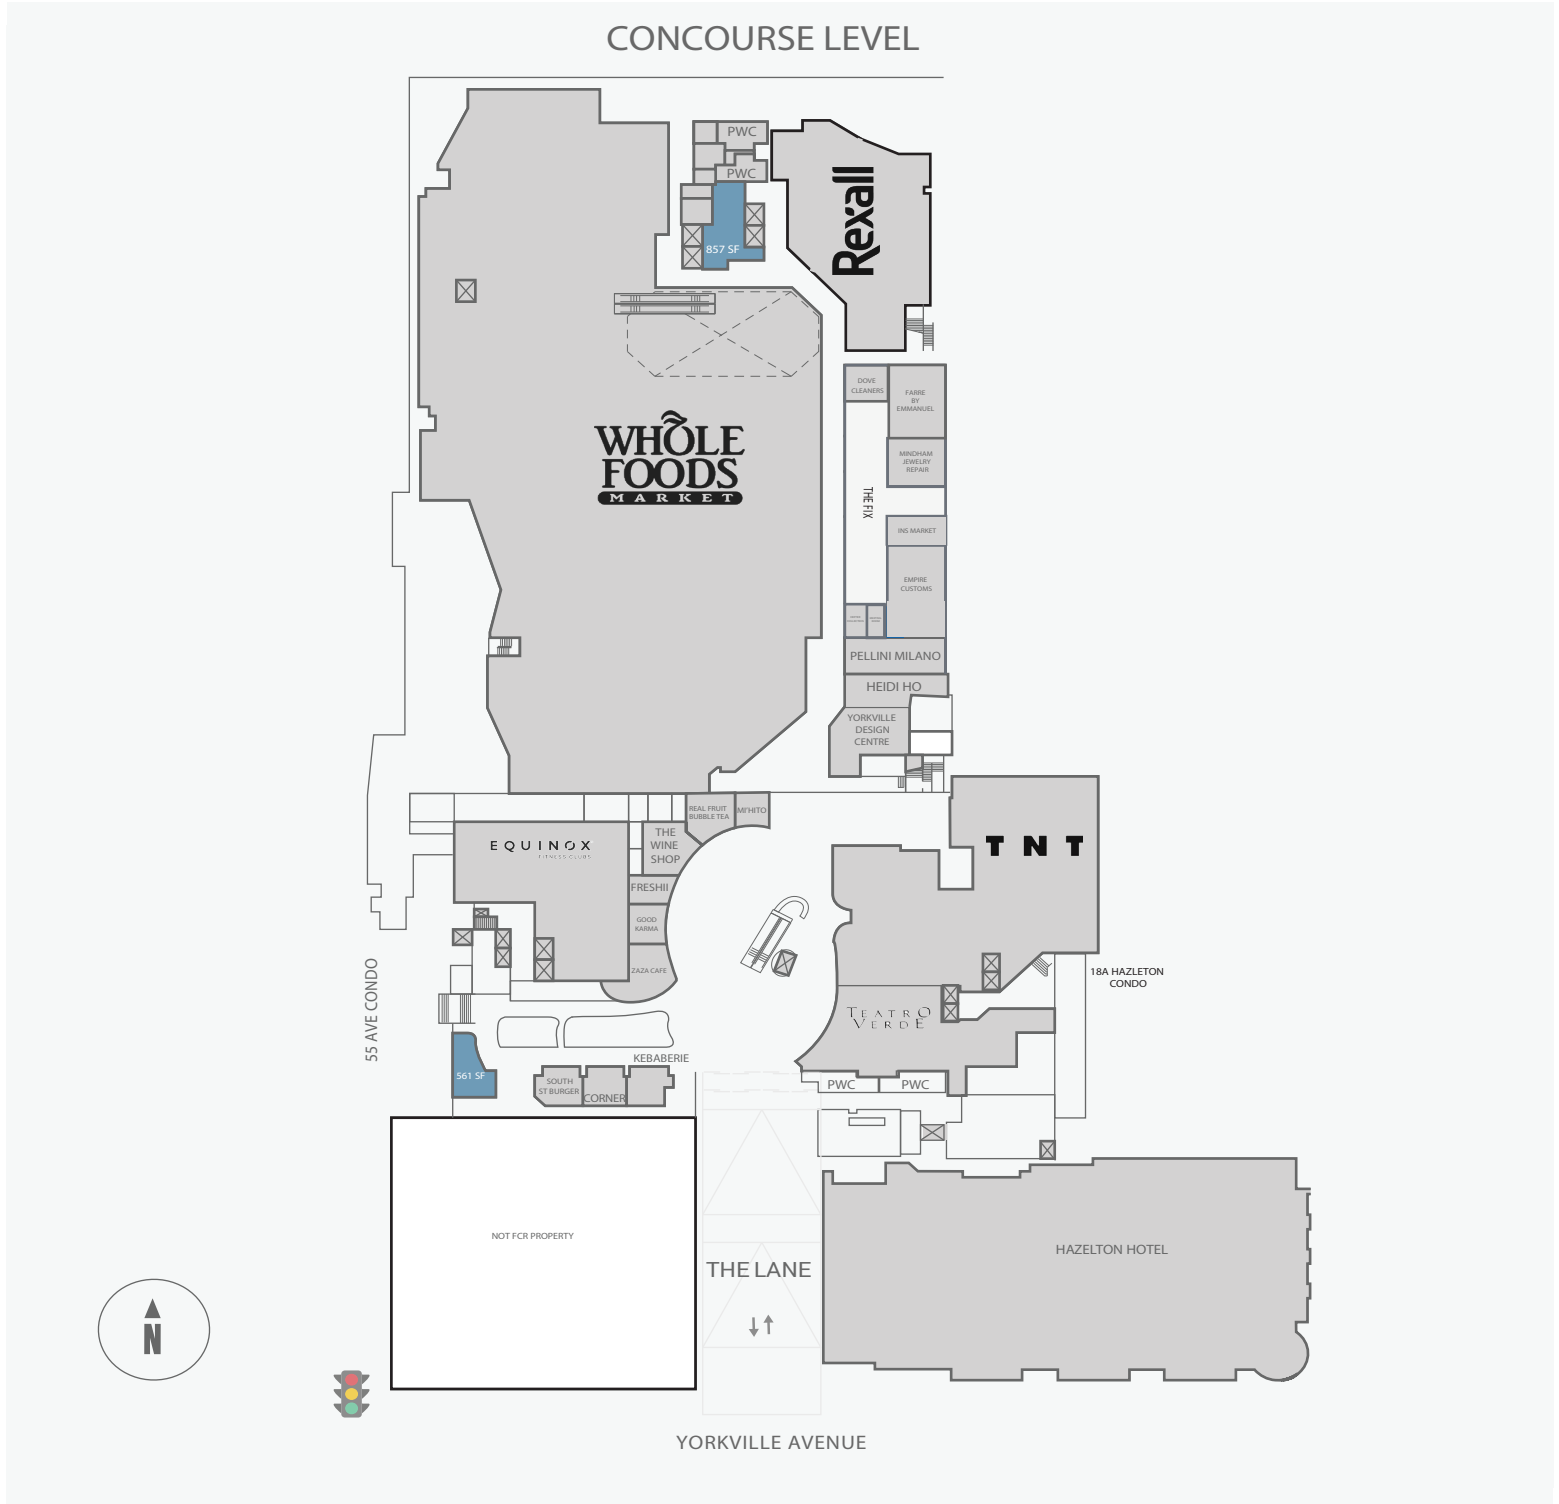 CONCOURSE LEVEL
PWC
PWC
857 SF
Rexall
WHOLE
FOODS
MARKET
DOVE
CLEANERS
FARRE
BY
EMMANUEL
MINDHAM
JEWELRY
REPAIR
THE FIX
INS MARKET
EMPIRE
CUSTOMS
PELLINI MILANO
HEIDI HO
YORKVILLE
DESIGN
CENTRE
REAL FRUIT
BUBBLE TEA
MI'HITO
EQUINOX
FITNESS CLUBS
THE
WINE
SHOP
FRESHII
GOOD
KARMA
ZAZA CAFE
TNT
18A HAZLETON
CONDO
55 AVE CONDO
TEATRO
VERDE
KEBABERIE
561 SF
SOUTH
ST BURGER
CORNER
PWC
PWC
NOT FCR PROPERTY
THE LANE
HAZELTON HOTEL
N
YORKVILLE AVENUE